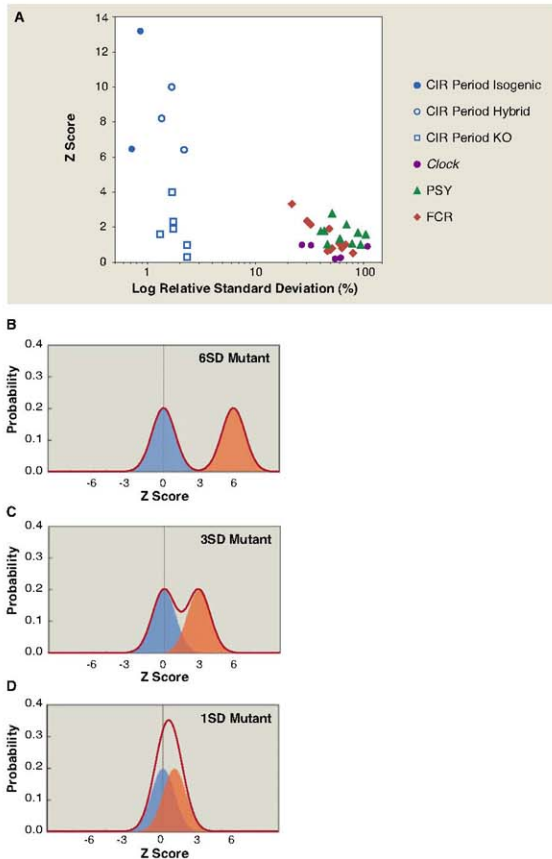 A
14
12
10
8
6
4
2
0
Z Score
1
10
100
Log Relative Standard Deviation (%)
CIR Period Isogenic
CIR Period Hybrid
CIR Period KO
Clock
PSY
FCR
B
0.4
0.3
0.2
0.1
0.0
Probability
6SD Mutant
-6 -3 0 3 6
Z Score
C
0.4
0.3
0.2
0.1
0.0
Probability
3SD Mutant
-6 -3 0 3 6
Z Score
D
0.4
0.3
0.2
0.1
0.0
Probability
1SD Mutant
-6 -3 0 3 6
Z Score